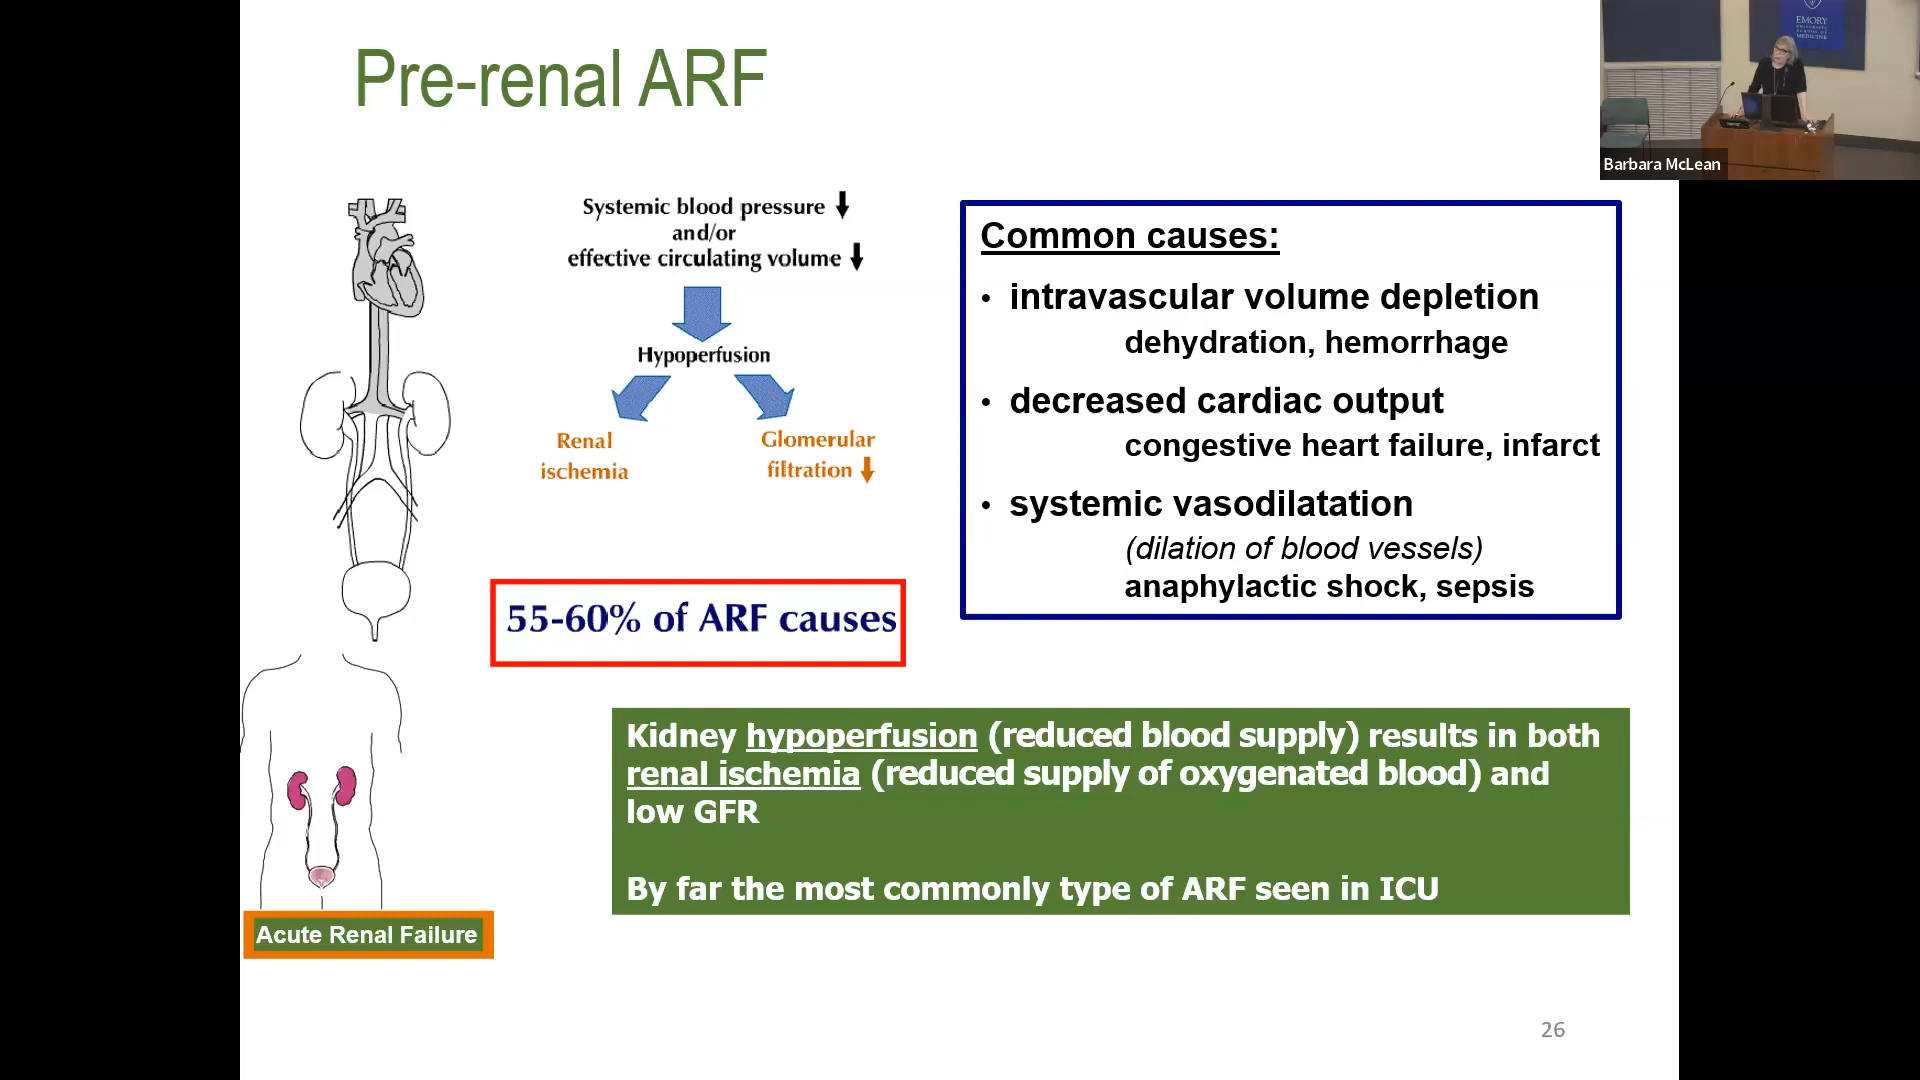 Pre-renal ARF
EMORY
UNIVERSITY
SCHOOL OF
MEDICINE
Barbara McLean
Systemic blood pressure ⬇
and/or
effective circulating volume ⬇
Hypoperfusion
Renal
ischemia
Glomerular
filtration ⬇
55-60% of ARF causes
Common causes:
• intravascular volume depletion
dehydration, hemorrhage
• decreased cardiac output
congestive heart failure, infarct
• systemic vasodilatation
(dilation of blood vessels)
anaphylactic shock, sepsis
Kidney hypoperfusion (reduced blood supply) results in both
renal ischemia (reduced supply of oxygenated blood) and
low GFR
By far the most commonly type of ARF seen in ICU
Acute Renal Failure
26